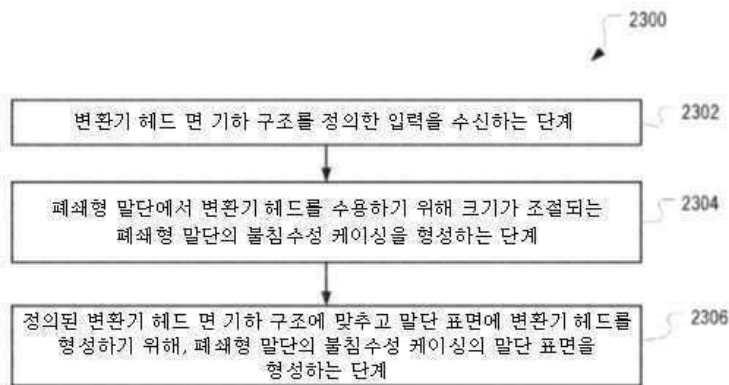 2300
변환기 헤드 면 기하 구조를 정의한 입력을 수신하는 단계
2302
폐쇄형 말단에서 변환기 헤드를 수용하기 위해 크기가 조절되는
폐쇄형 말단의 불침수성 케이싱을 형성하는 단계
2304
정의된 변환기 헤드 면 기하 구조에 맞추고 말단 표면에 변환기 헤드를
형성하기 위해, 폐쇄형 말단의 불침수성 케이싱의 말단 표면을
형성하는 단계
2306